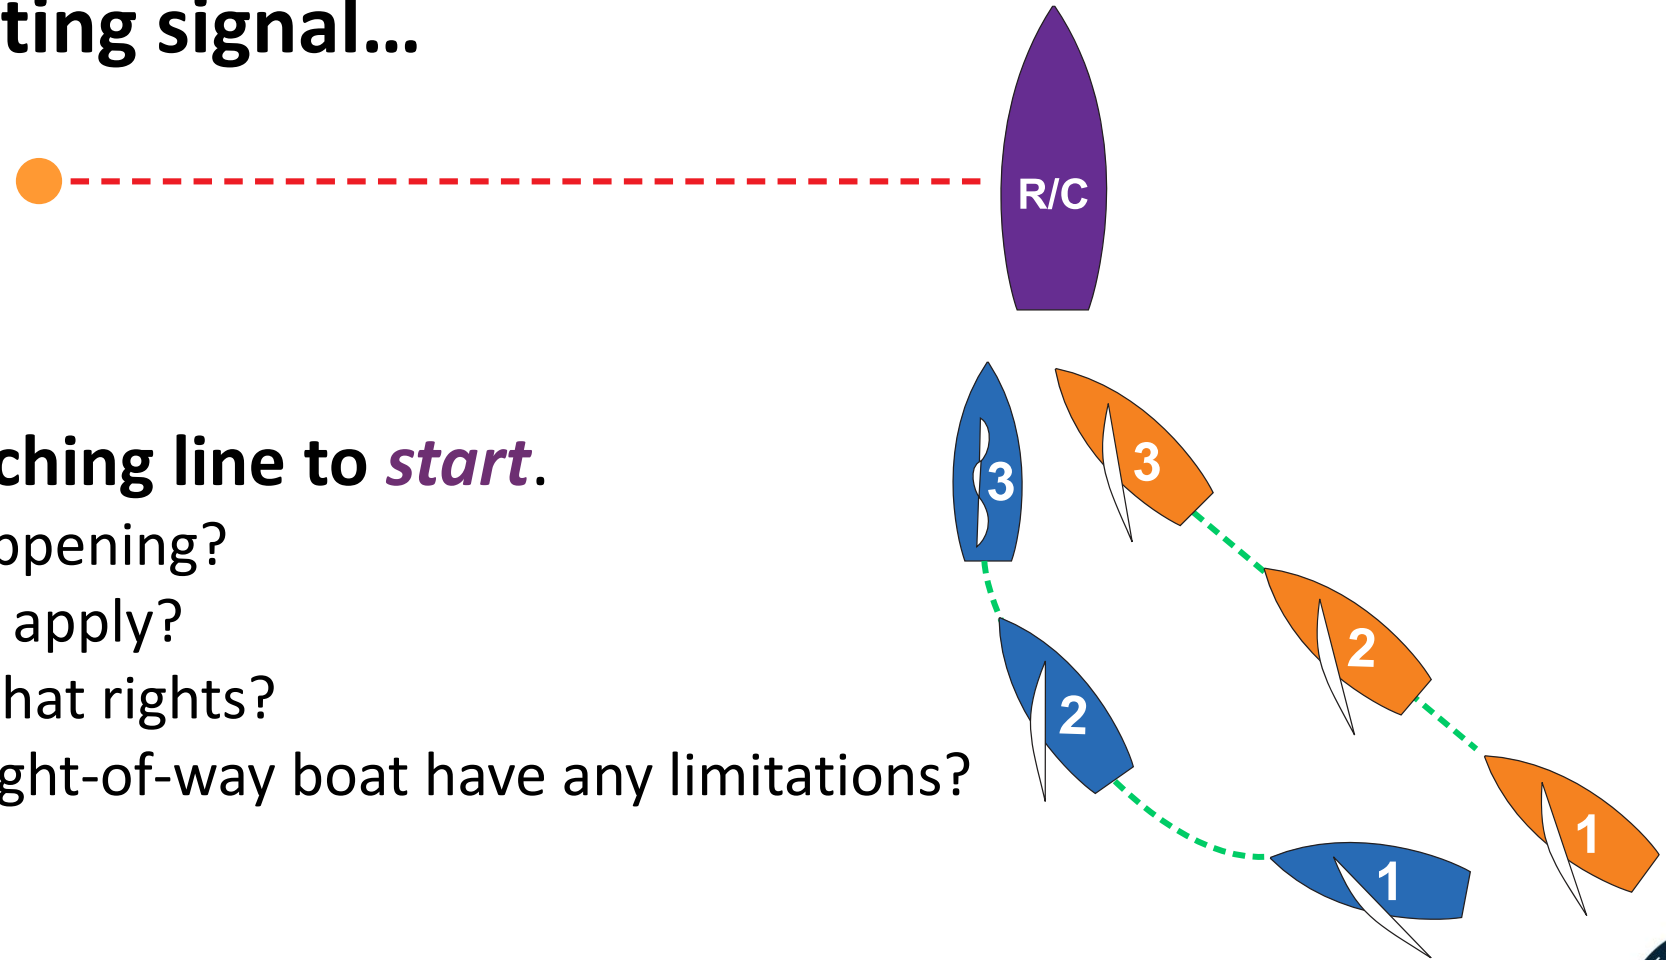 ting signal...
R/C
ching line to start.
ppening?
apply?
hat rights?
ght-of-way boat have any limitations?
3
3
2
2
1
1